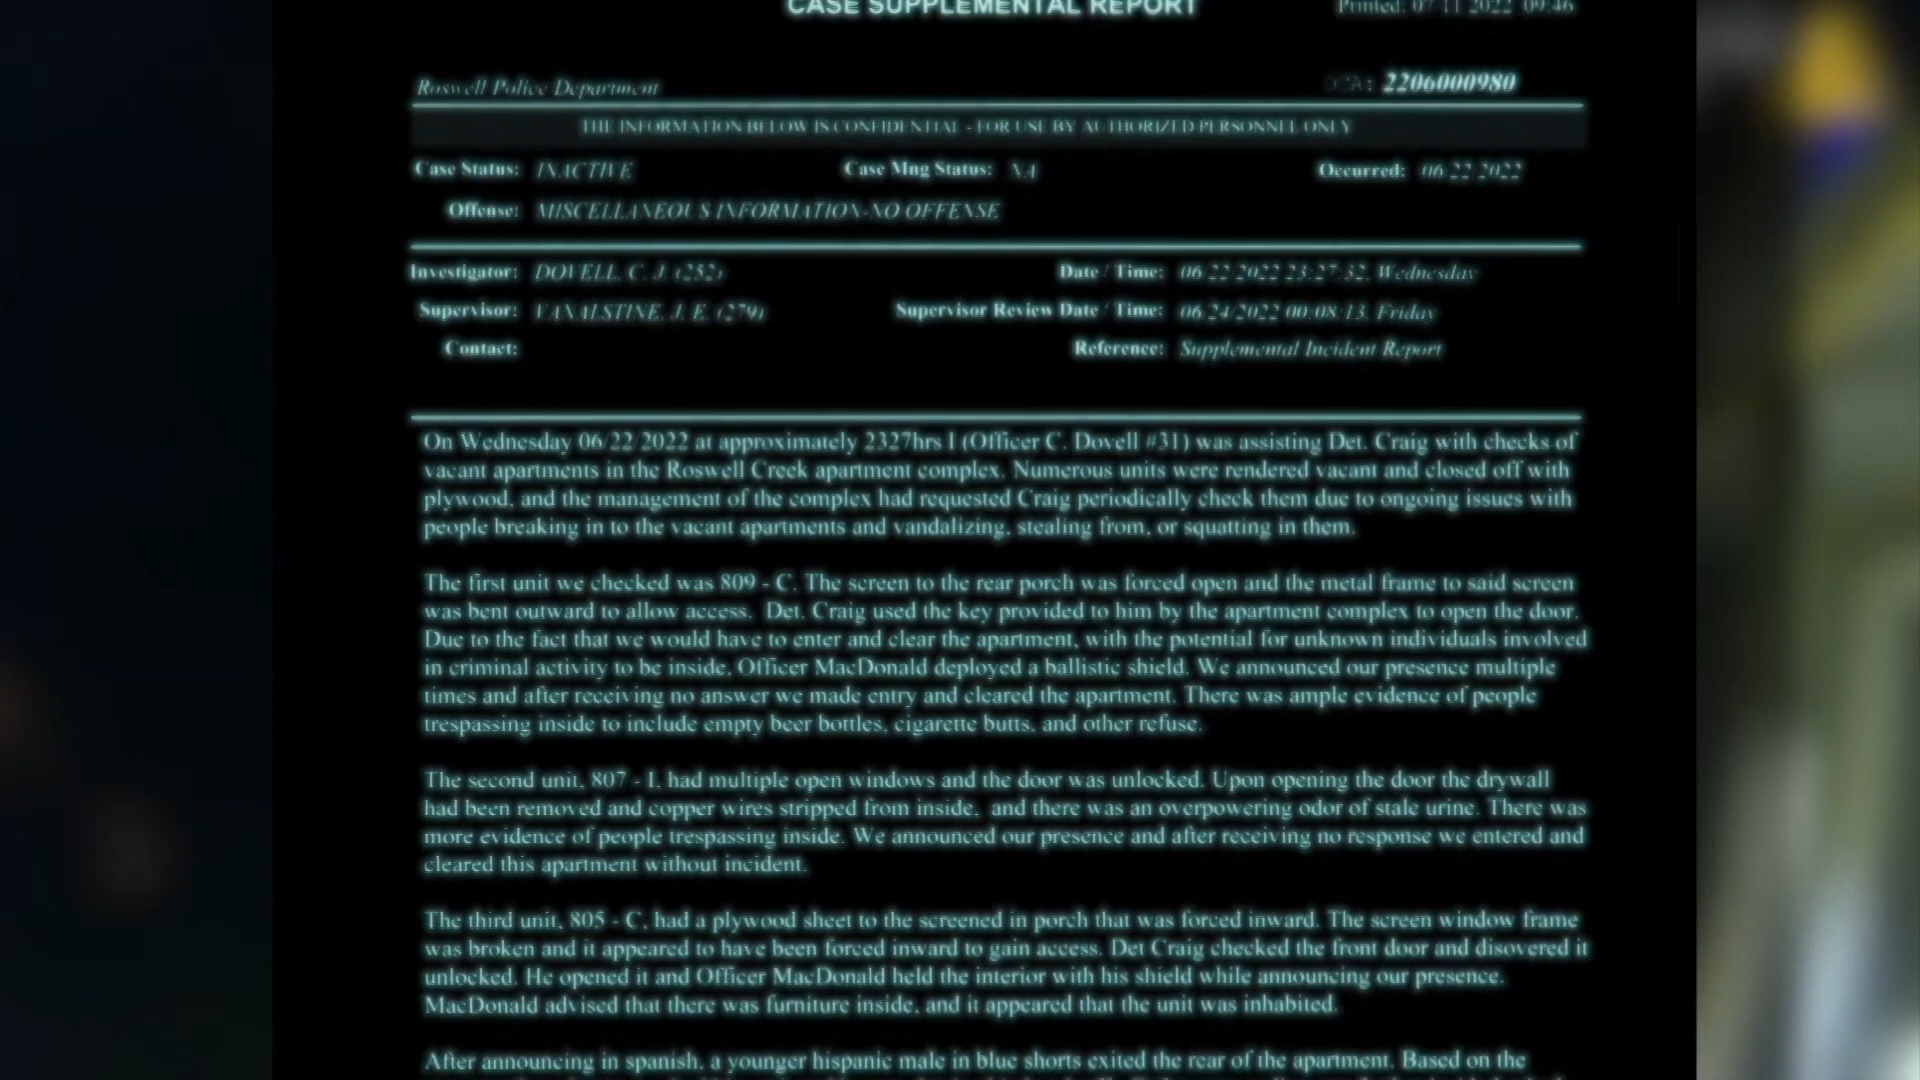 CASE SUPPLEMENTAL REPORT
Printed: 07/11/2022 09:46
Roswell Police Department
OCA: 2206000980
THE INFORMATION BELOW IS CONFIDENTIAL - FOR USE BY AUTHORIZED PERSONNEL ONLY
Case Status: INACTIVE
Case Mng Status: NA
Occurred: 06/22/2022
Offense: MISCELLANEOUS INFORMATION-NO OFFENSE
Investigator: DOVELL, C. J. (252)
Date / Time: 06/22/2022 23:27:32, Wednesday
Supervisor: VANALSTINE, J. E. (279)
Supervisor Review Date / Time: 06/24/2022 00:08:13, Friday
Contact:
Reference: Supplemental Incident Report
On Wednesday 06/22/2022 at approximately 2327hrs I (Officer C. Dovell #31) was assisting Det. Craig with checks of
vacant apartments in the Roswell Creek apartment complex. Numerous units were rendered vacant and closed off with
plywood, and the management of the complex had requested Craig periodically check them due to ongoing issues with
people breaking in to the vacant apartments and vandalizing, stealing from, or squatting in them.
The first unit we checked was 809 - C. The screen to the rear porch was forced open and the metal frame to said screen
was bent outward to allow access. Det. Craig used the key provided to him by the apartment complex to open the door.
Due to the fact that we would have to enter and clear the apartment, with the potential for unknown individuals involved
in criminal activity to be inside, Officer MacDonald deployed a ballistic shield. We announced our presence multiple
times and after receiving no answer we made entry and cleared the apartment. There was ample evidence of people
trespassing inside to include empty beer bottles, cigarette butts, and other refuse.
The second unit, 807 - I, had multiple open windows and the door was unlocked. Upon opening the door the drywall
had been removed and copper wires stripped from inside, and there was an overpowering odor of stale urine. There was
more evidence of people trespassing inside. We announced our presence and after receiving no response we entered and
cleared this apartment without incident.
The third unit, 805 - C, had a plywood sheet to the screened in porch that was forced inward. The screen window frame
was broken and it appeared to have been forced inward to gain access. Det Craig checked the front door and disovered it
unlocked. He opened it and Officer MacDonald held the interior with his shield while announcing our presence.
MacDonald advised that there was furniture inside, and it appeared that the unit was inhabited.
After announcing in spanish, a younger hispanic male in blue shorts exited the rear of the apartment. Based on the